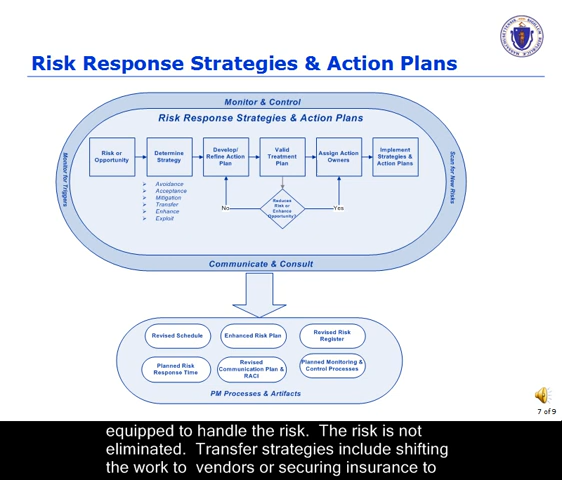 Risk Response Strategies & Action Plans
Monitor & Control
Risk Response Strategies & Action Plans
Monitor for Triggers
Scan for New Risks
Risk or
Opportunity
Determine
Strategy
Develop/
Refine Action
Plan
Valid
Treatment
Plan
Assign Action
Owners
Implement
Strategies &
Action Plans
Avoidance
Acceptance
Mitigation
Transfer
Enhance
Exploit
No
Reduces
Risk or
Enhance
Opportunity?
Yes
Communicate & Consult
Revised Schedule
Enhanced Risk Plan
Revised Risk
Register
Planned Risk
Response Time
Revised
Communication Plan &
RACI
Planned Monitoring &
Control Processes
PM Processes & Artifacts
7 of 9
equipped to handle the risk. The risk is not
eliminated. Transfer strategies include shifting
the work to vendors or securing insurance to